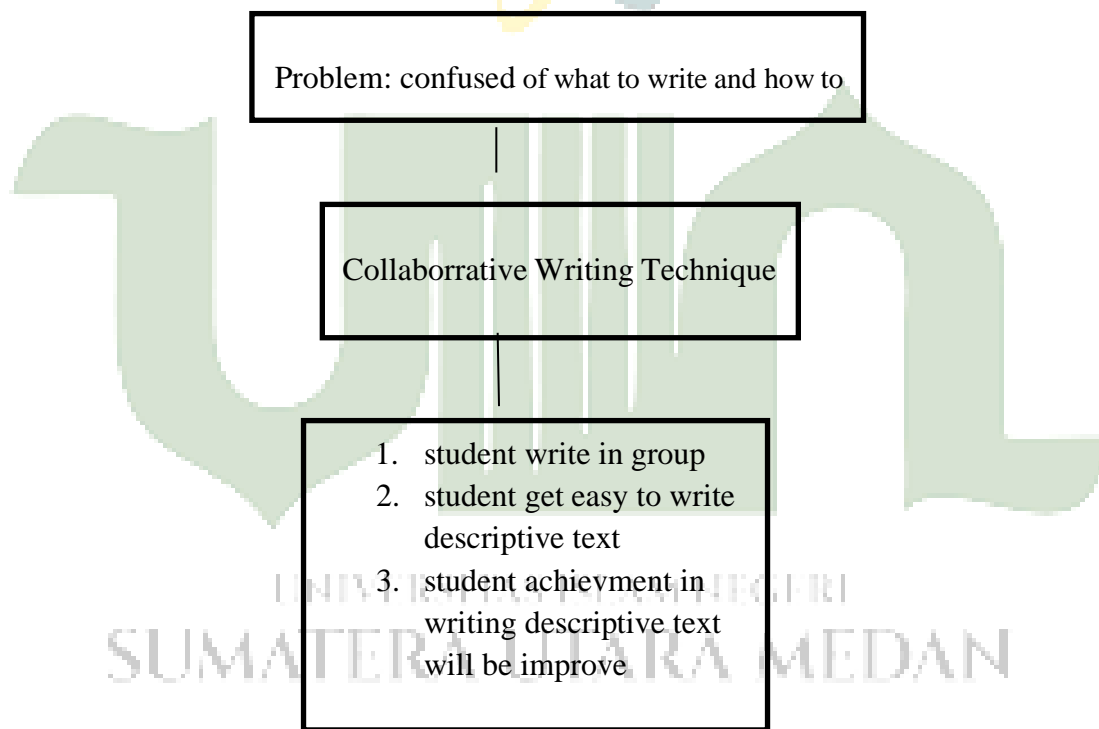 Problem: confused of what to write and how to
Collaborrative Writing Technique
1. student write in group
2. student get easy to write
descriptive text
3. student achievment in
writing descriptive text
will be improve
UNIVERSITAS ISLAM NEGERI
SUMATERA UTARA MEDAN